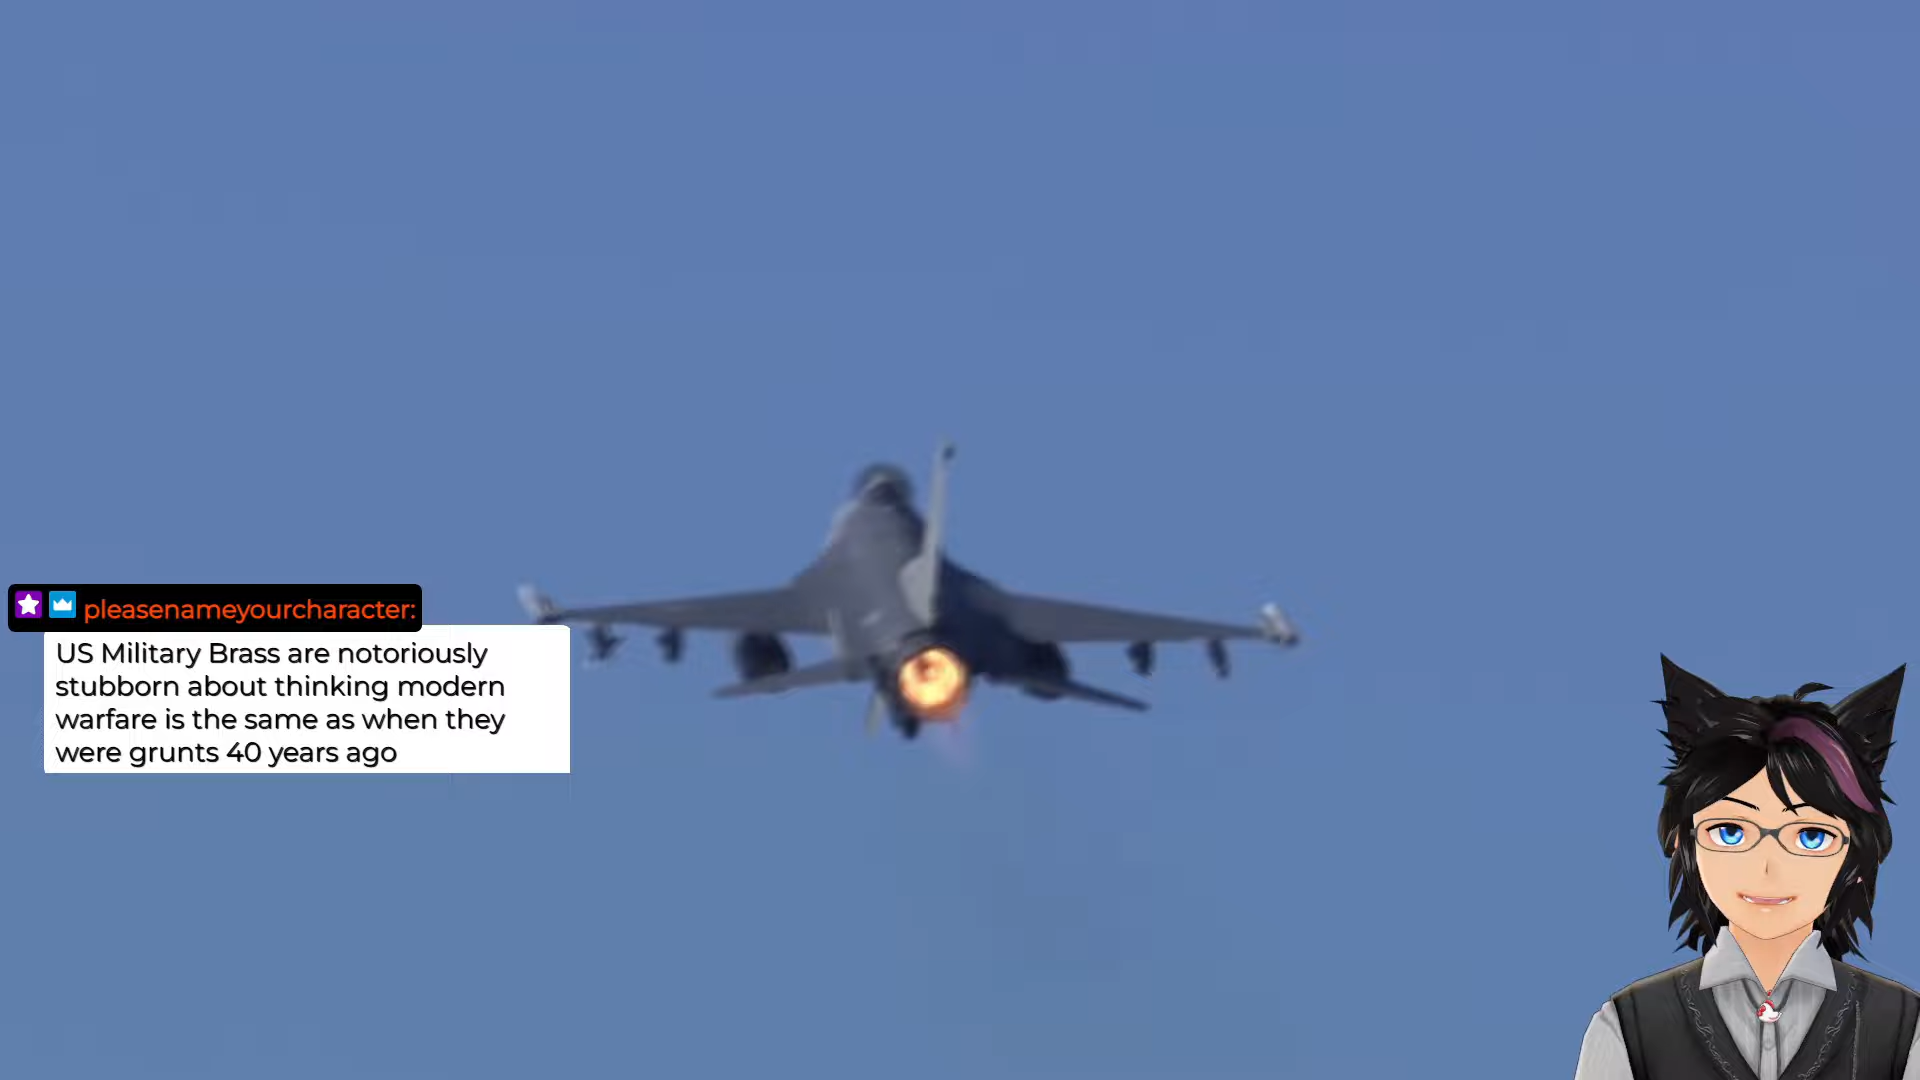 pleasenameyourcharacter:
US Military Brass are notoriously
stubborn about thinking modern
warfare is the same as when they
were grunts 40 years ago